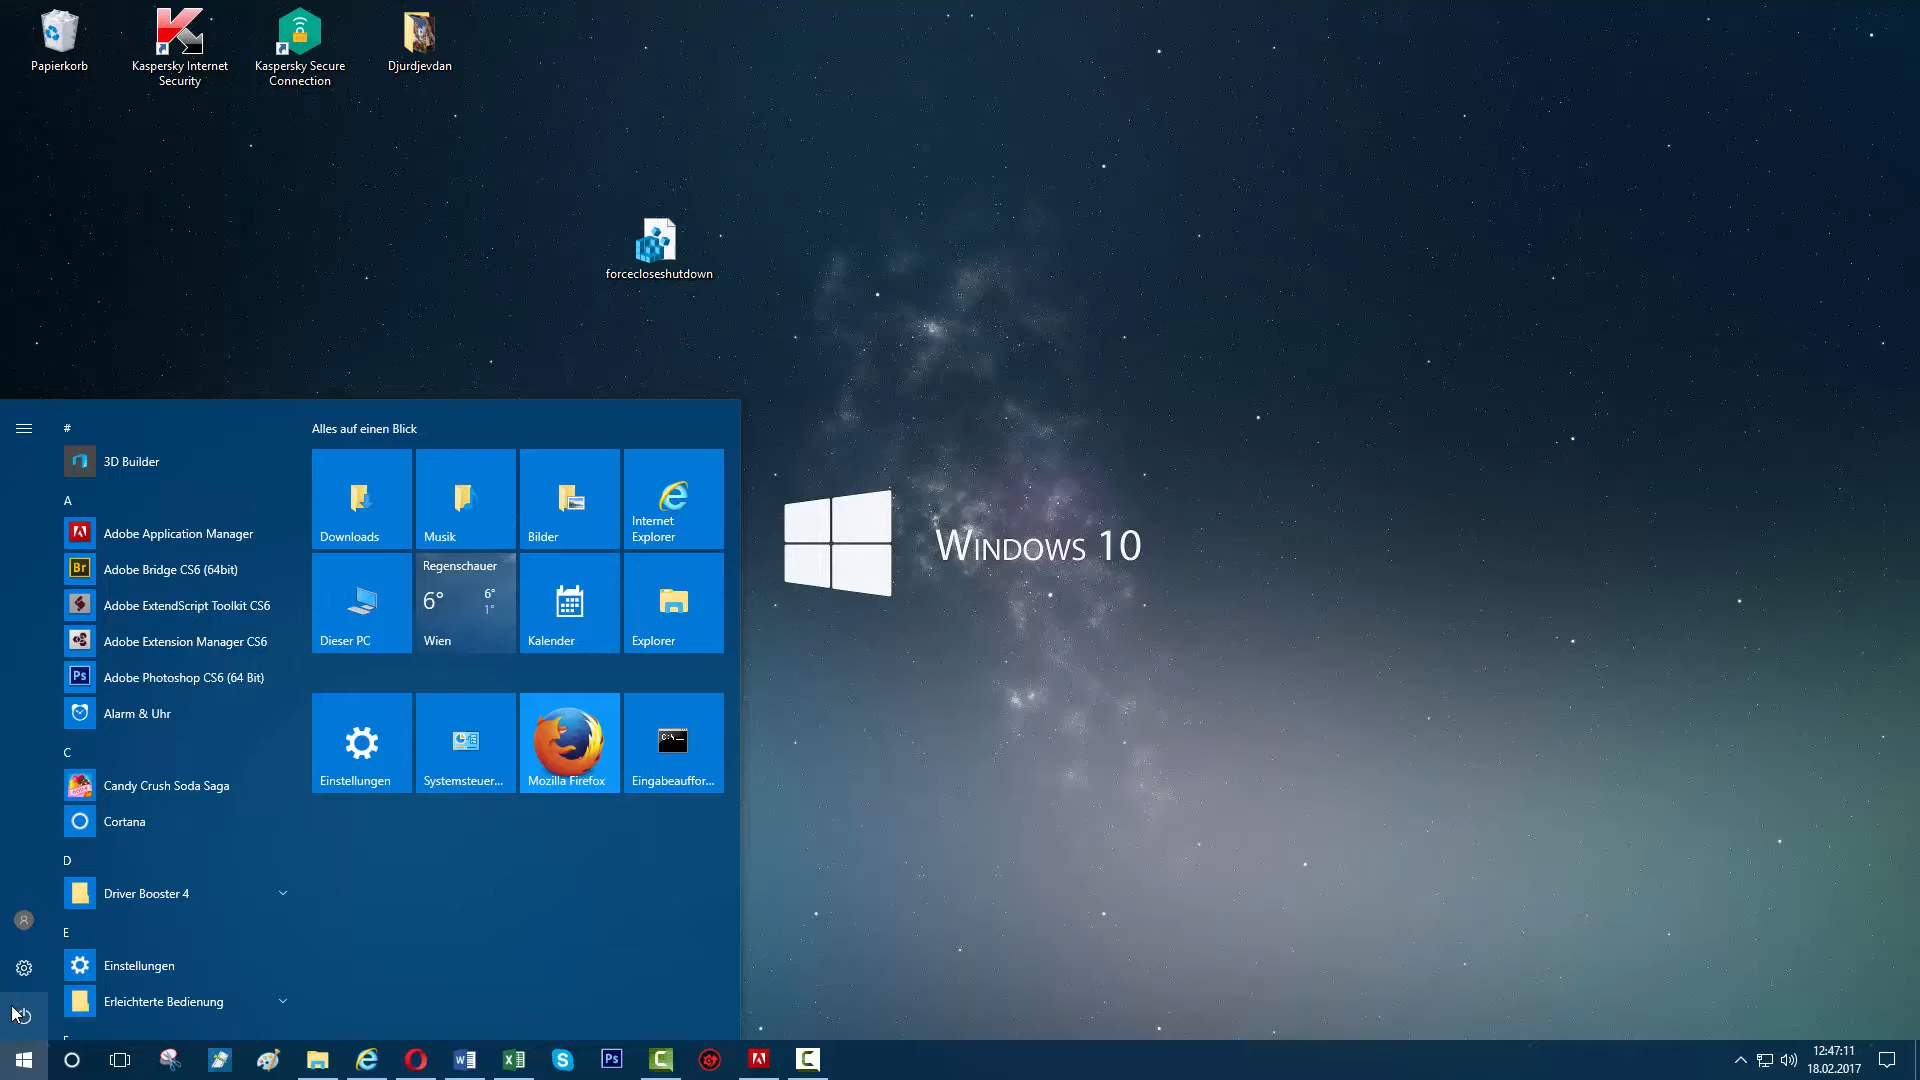 Papierkorb
Kaspersky Internet
Security
Kaspersky Secure
Connection
Djurdjevdan
forcecloseshutdown
#
3D Builder
A
Adobe Application Manager
Br
Adobe Bridge CS6 (64bit)
Adobe ExtendScript Toolkit CS6
Adobe Extension Manager CS6
Ps
Adobe Photoshop CS6 (64 Bit)
Alarm & Uhr
C
Candy Crush Soda Saga
Cortana
D
Driver Booster 4
E
Einstellungen
Erleichterte Bedienung
Alles auf einen Blick
Downloads
Musik
Bilder
Internet
Explorer
Dieser PC
Regenschauer
6° 6°
1°
Wien
Kalender
Explorer
Einstellungen
Systemsteuer...
Mozilla Firefox
C:\_
Eingabeauffor...
Windows 10
Ps
12:47:11
18.02.2017